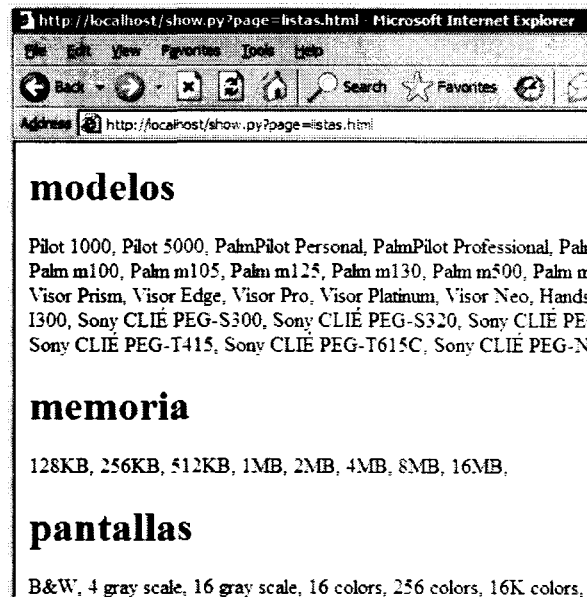 http://localhost/show.py?page=listas.html - Microsoft Internet Explorer
File Edit View Favorites Tools Help
Back Search Favorites
Address http://localhost/show.py?page=listas.html
modelos
Pilot 1000, Pilot 5000, PalmPilot Personal, PalmPilot Professional, Pal
Palm m100, Palm m105, Palm m125, Palm m130, Palm m500, Palm m
Visor Prism, Visor Edge, Visor Pro, Visor Platinum, Visor Neo, Hands
I300, Sony CLIÉ PEG-S300, Sony CLIÉ PEG-S320, Sony CLIÉ PE
Sony CLIÉ PEG-T415, Sony CLIÉ PEG-T615C, Sony CLIÉ PEG-N
memoria
128KB, 256KB, 512KB, 1MB, 2MB, 4MB, 8MB, 16MB,
pantallas
B&W, 4 gray scale, 16 gray scale, 16 colors, 256 colors, 16K colors,